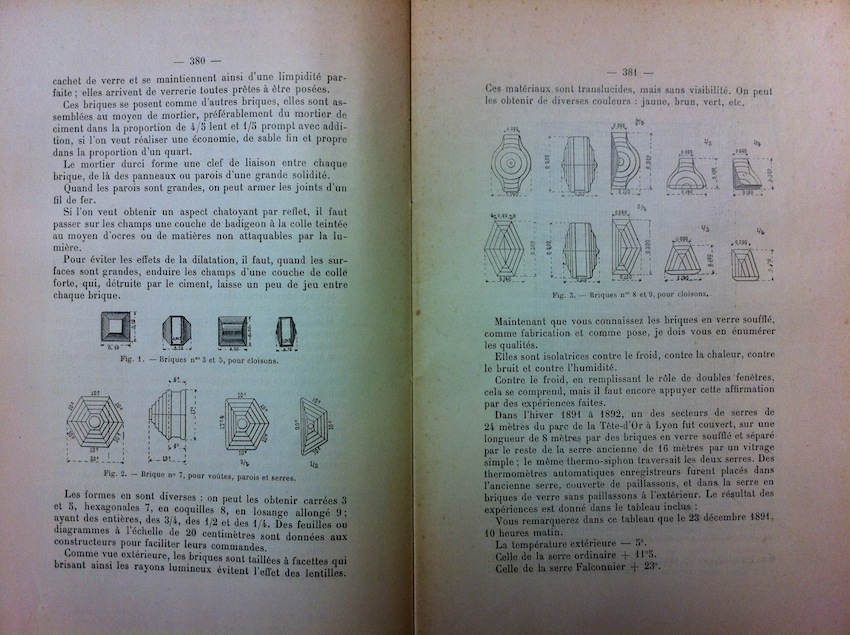 — 380 —
cachet de verre et se maintiennent ainsi d'une limpidité par-
faite ; elles arrivent de verrerie toutes prêtes à être posées.
Ces briques se posent comme d'autres briques, elles sont as-
semblées au moyen de mortier, préférablement du mortier de
ciment dans la proportion de 4/5 lent et 1/5 prompt avec addi-
tion, si l'on veut réaliser une économie, de sable fin et propre
dans la proportion d'un quart.
Le mortier durci forme une clef de liaison entre chaque
brique, de là des panneaux ou parois d'une grande solidité.
Quand les parois sont grandes, on peut armer les joints d'un
fil de fer.
Si l'on veut obtenir un aspect chatoyant par reflet, il faut
passer sur les champs une couche de badigeon à la colle teintée
au moyen d'ocres ou de matières non attaquables par la lu-
mière.
Pour éviter les effets de la dilatation, il faut, quand les sur-
faces sont grandes, enduire les champs d'une couche de colle
forte, qui, détruite par le ciment, laisse un peu de jeu entre
chaque brique.
Fig. 1. — Briques nos 3 et 5, pour cloisons.
Fig. 2. — Brique no 7, pour voûtes, parois et serres.
Les formes en sont diverses : on peut les obtenir carrées 3
et 5, hexagonales 7, en coquilles 8, en losange allongé 9 ;
ayant des entières, des 3/4, des 1/2 et des 1/4. Des feuilles ou
diagrammes à l'échelle de 20 centimètres sont données aux
constructeurs pour faciliter leurs commandes.
Comme vue extérieure, les briques sont taillées à facettes qui
brisant ainsi les rayons lumineux évitent l'effet des lentilles.
— 381 —
Ces matériaux sont translucides, mais sans visibilité. On peut
les obtenir de diverses couleurs : jaune, brun, vert, etc.
Fig. 3. — Briques nos 8 et 9, pour cloisons.
Maintenant que vous connaissez les briques en verre soufflé,
comme fabrication et comme pose, je dois vous en énumérer
les qualités.
Elles sont isolatrices contre le froid, contre la chaleur, contre
le bruit et contre l'humidité.
Contre le froid, en remplissant le rôle de doubles fenêtres,
cela se comprend, mais il faut encore appuyer cette affirmation
par des expériences faites.
Dans l'hiver 1891 à 1892, un des secteurs de serres de
24 mètres du parc de la Tête-d'Or à Lyon fut couvert, sur une
longueur de 8 mètres par des briques en verre soufflé et séparé
par le reste de la serre ancienne de 16 mètres par un vitrage
simple ; le même thermo-siphon traversait les deux serres. Des
thermomètres automatiques enregistreurs furent placés dans
l'ancienne serre, couverte de paillassons, et dans la serre en
briques de verre sans paillassons à l'extérieur. Le résultat des
expériences est donné dans le tableau inclus :
Vous remarquerez dans ce tableau que le 23 décembre 1891,
10 heures matin.
La température extérieure — 5°.
Celle de la serre ordinaire + 11°5.
Celle de la serre Falconnier + 23°.